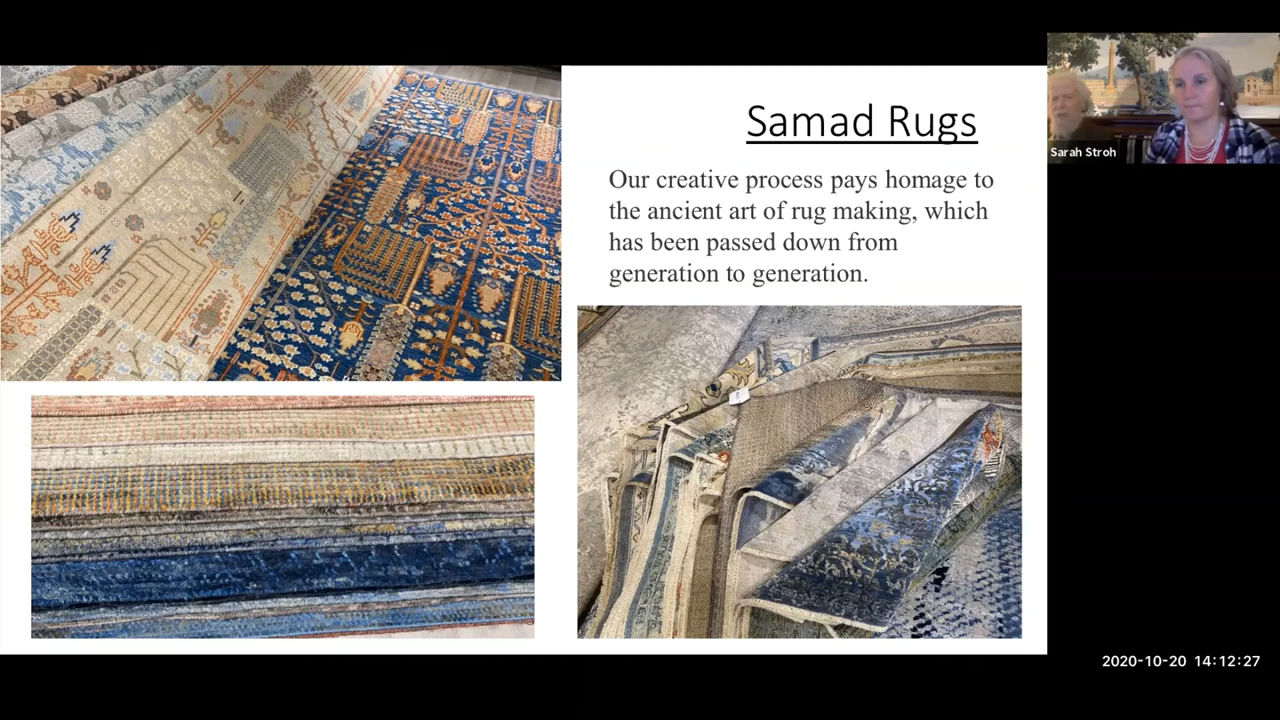 Samad Rugs
Our creative process pays homage to
the ancient art of rug making, which
has been passed down from
generation to generation.
Sarah Stroh
2020-10-20 14:12:27